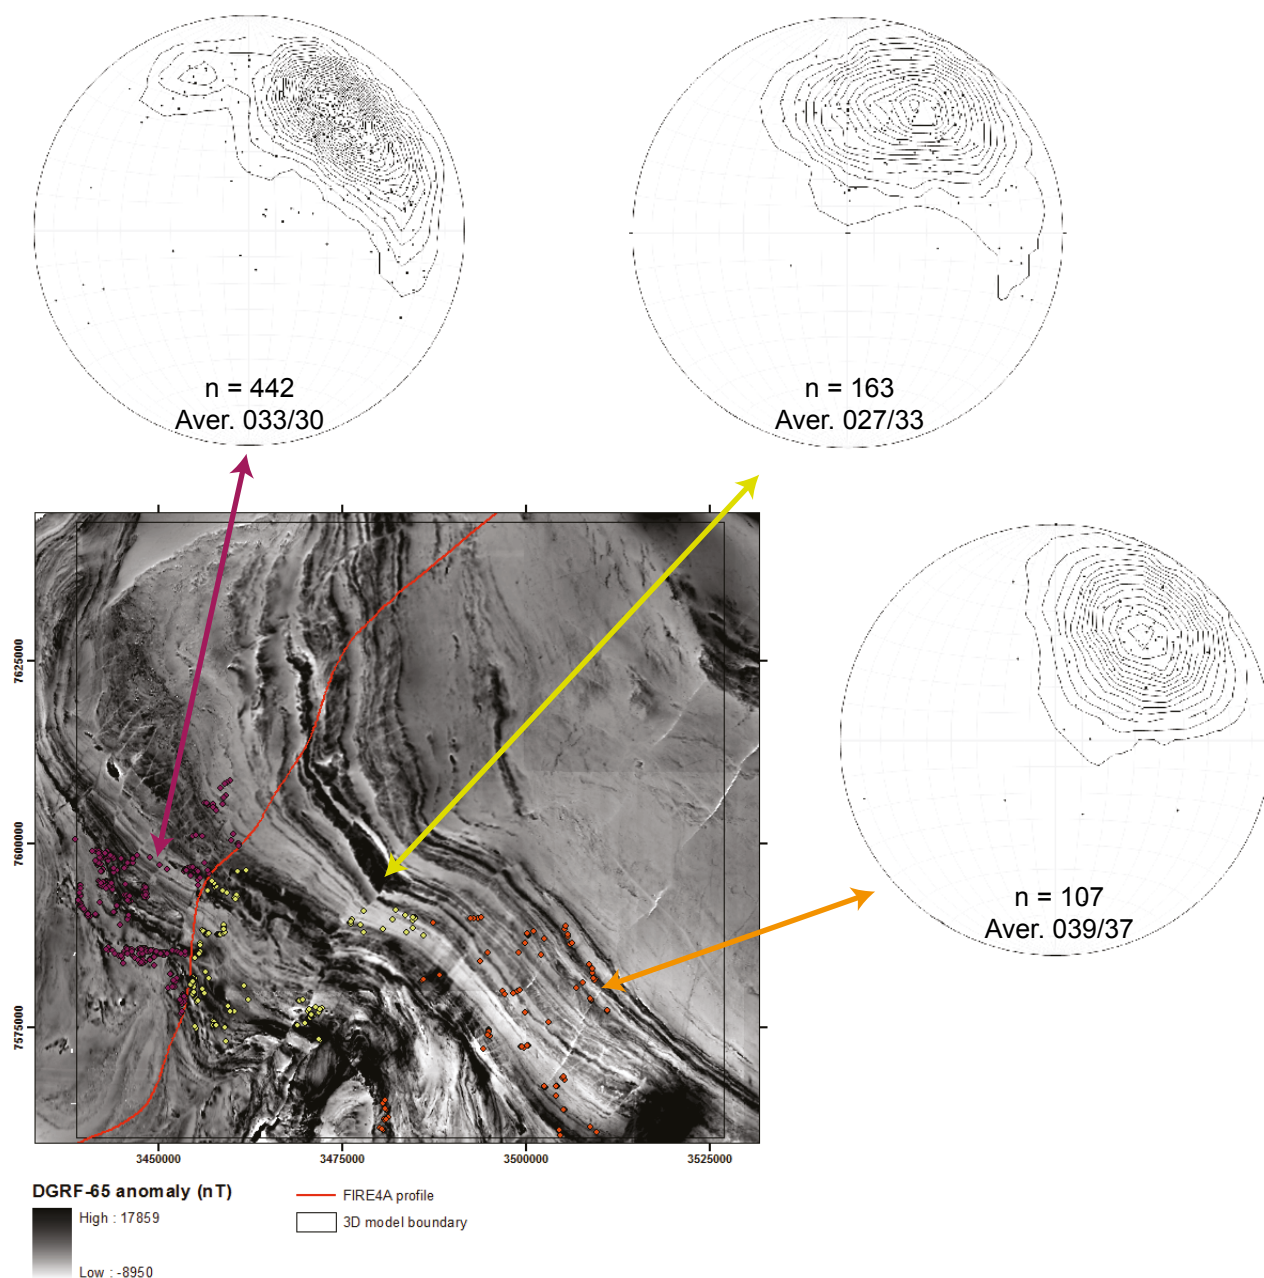 n = 442
Aver. 033/30
n = 163
Aver. 027/33
n = 107
Aver. 039/37
7625000
7600000
7575000
3450000
3475000
3500000
3525000
DGRF-65 anomaly (nT)
High : 17859
Low : -8950
FIRE4A profile
3D model boundary